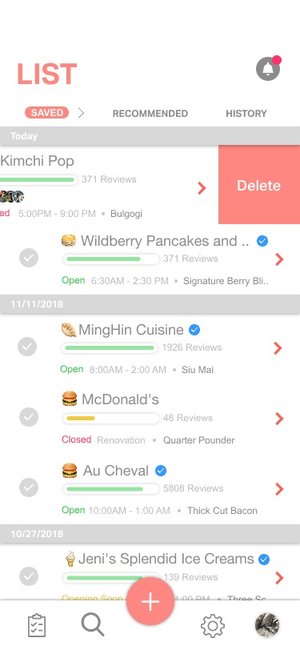 LIST
SAVED RECOMMENDED HISTORY
Today
Kimchi Pop
371 Reviews
ed 5:00PM - 9:00 PM • Bulgogi
Delete
Wildberry Pancakes and ..
371 Reviews
Open 6:30AM - 2:30 PM • Signature Berry Bli..
11/11/2018
MingHin Cuisine
1926 Reviews
Open 8:00AM - 2:00 AM • Siu Mai
McDonald's
48 Reviews
Closed Renovation • Quarter Pounder
Au Cheval
5808 Reviews
Open 10:00AM - 1:00 AM • Thick Cut Bacon
10/27/2018
Jeni's Splendid Ice Creams
139 Reviews
Opening Soon 4:00 PM • Three Sc